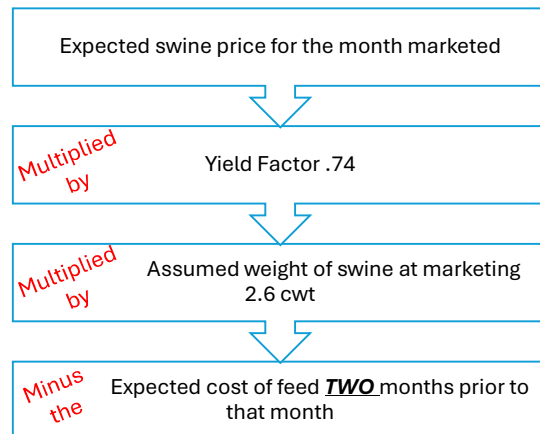 Expected swine price for the month marketed
Multiplied
by
Yield Factor .74
Multiplied
by
Assumed weight of swine at marketing
2.6 cwt
Minus
the
Expected cost of feed TWO months prior to
that month